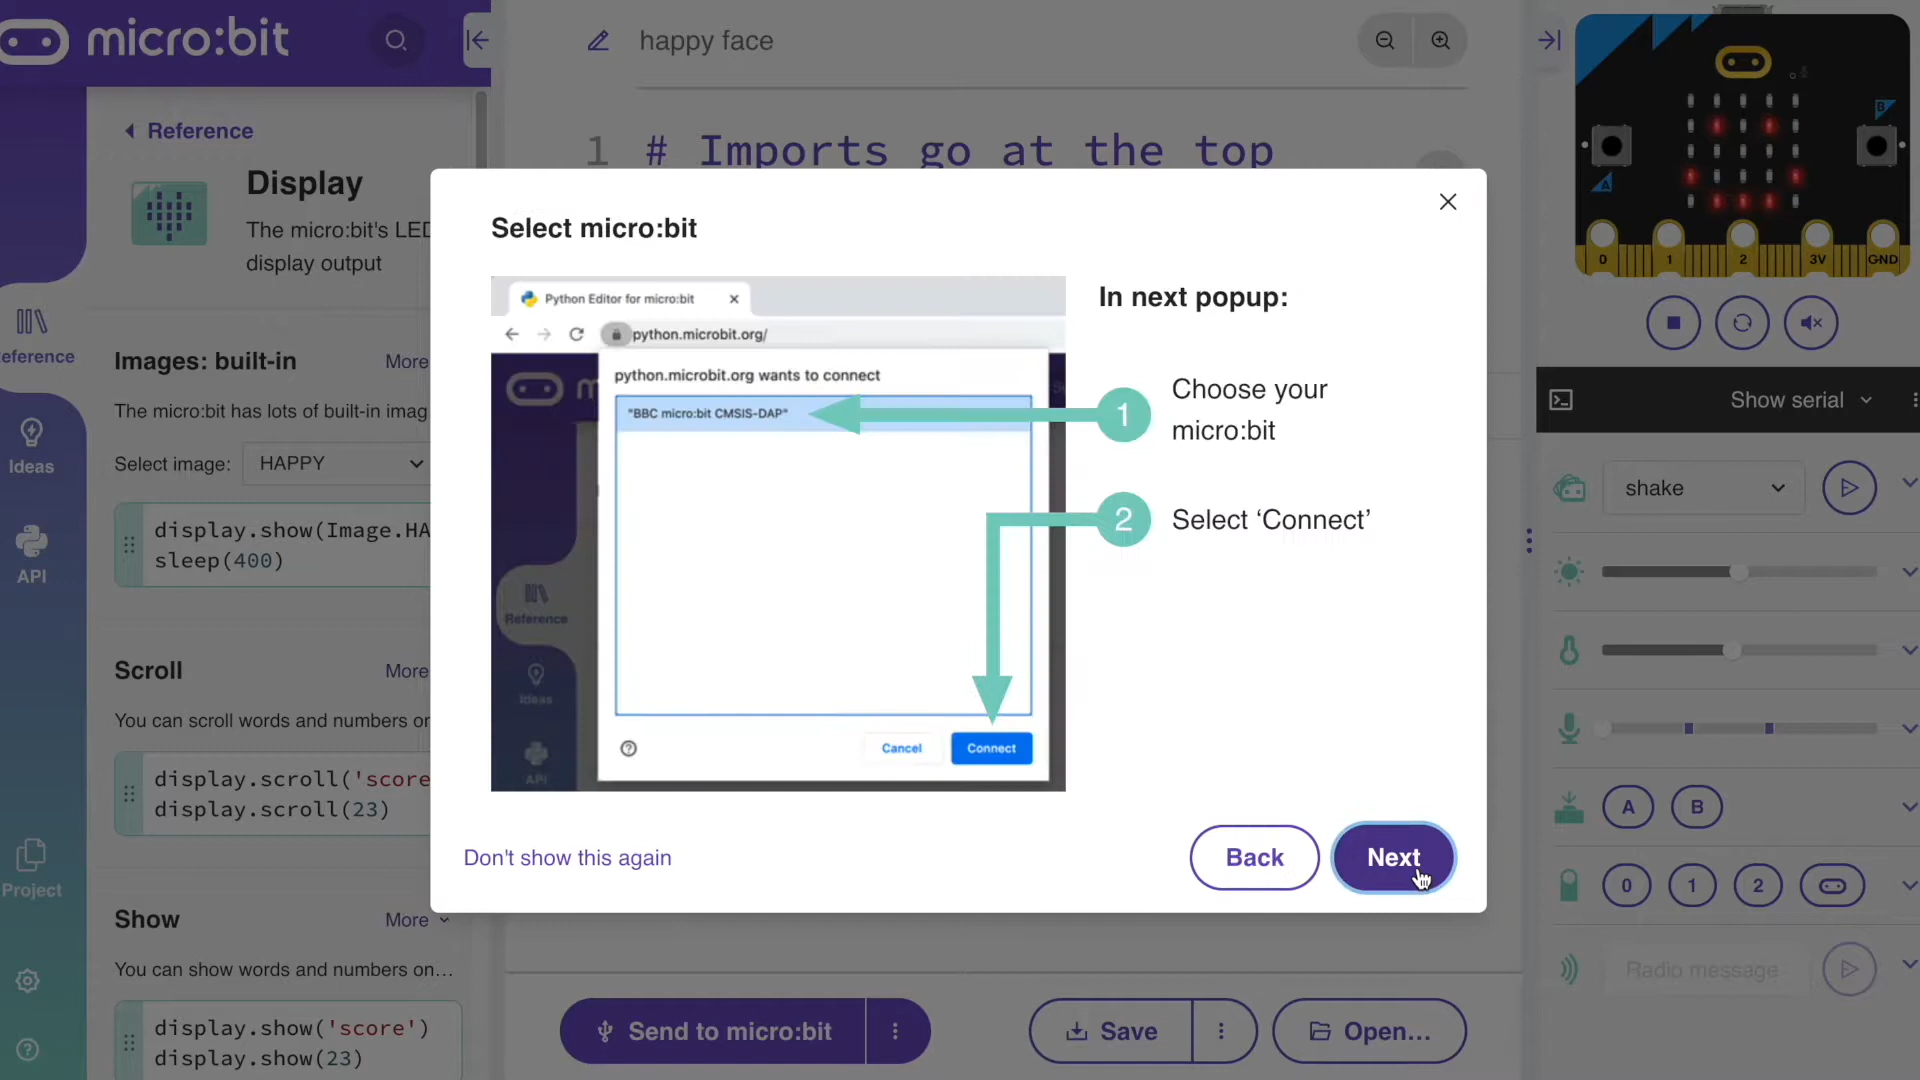 micro:bit
happy face
Reference
Display
The micro:bit's LED
display output
Reference
Images: built-in
More
The micro:bit has lots of built-in imag
Select image:
HAPPY
display.show(Image.HA
sleep(400)
Ideas
API
Scroll
More
You can scroll words and numbers or
display.scroll('score
display.scroll(23)
Project
Show
More
You can show words and numbers on…
display.show('score')
display.show(23)
1 # Imports go at the top
Select micro:bit
Python Editor for micro:bit
python.microbit.org/
python.microbit.org wants to connect
"BBC micro:bit CMSIS-DAP"
Reference
Ideas
API
Cancel
Connect
In next popup:
1
Choose your
micro:bit
2
Select ‘Connect’
Don't show this again
Back
Next
Send to micro:bit
Save
Open...
B
A
0 1 2 3V GND
Show serial
shake
A B
0 1 2
Radio message